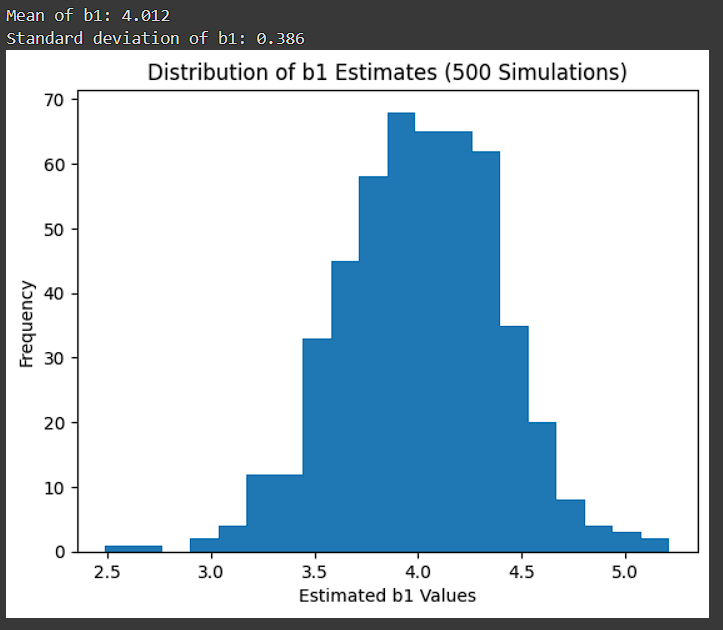 Mean of b1: 4.012
Standard deviation of b1: 0.386
Distribution of b1 Estimates (500 Simulations)
70
60
50
40
30
20
10
0
Frequency
2.5 3.0 3.5 4.0 4.5 5.0
Estimated b1 Values